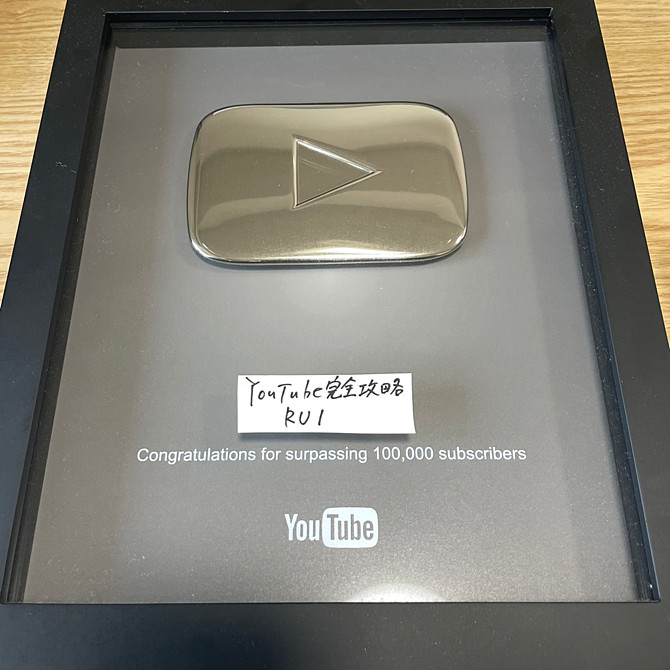 YouTube完全攻略
RUI
Congratulations for surpassing 100,000 subscribers
YouTube